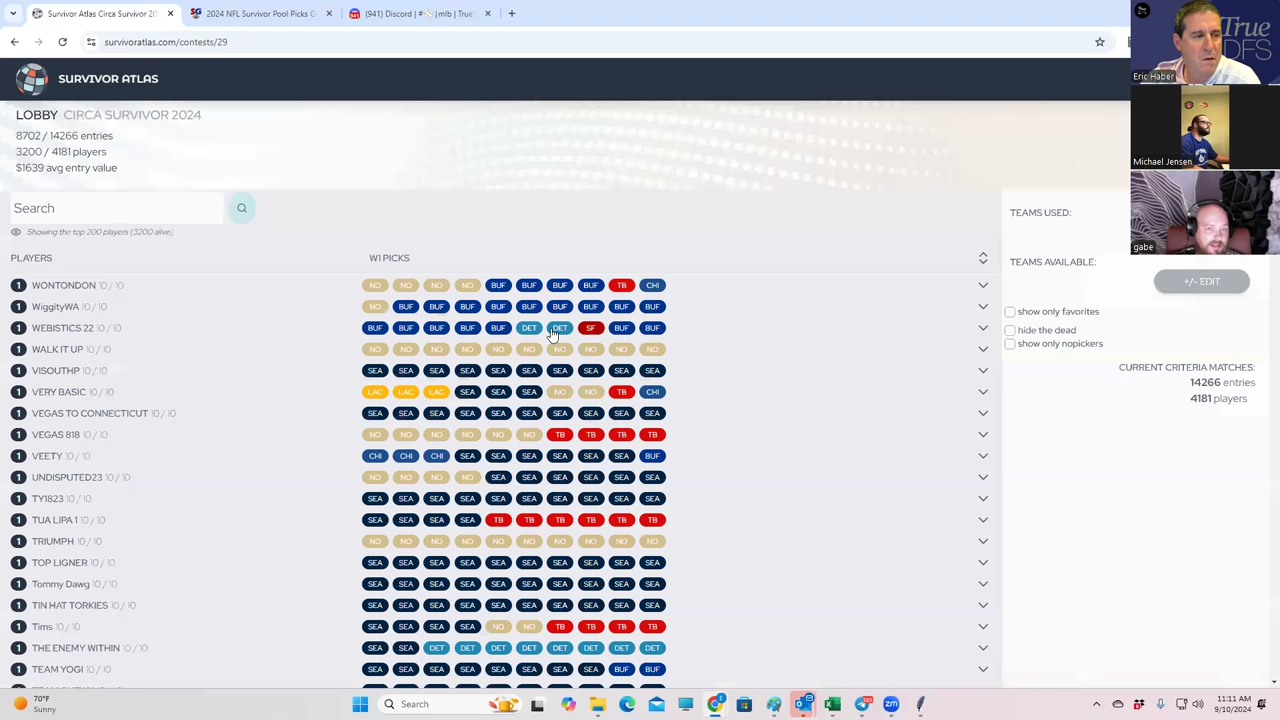 Survivor Atlas Circa Survivor 20
2024 NFL Survivor Pool Picks G
(941) Discord | #
|mlb | TrueF
survivoratlas.com/contests/29
SURVIVOR ATLAS
LOBBY CIRCA SURVIVOR 2024
8702 / 14266 entries
3200 / 4181 players
$1639 avg entry value
Search
Showing the top 200 players (3200 alive)
PLAYERS W1 PICKS
1 WONTONDON 10 / 10 NO NO NO NO BUF BUF BUF BUF TB CHI
1 WiggityWA 10 / 10 NO BUF BUF BUF BUF BUF BUF BUF BUF BUF
1 WEBISTICS 22 10 / 10 BUF BUF BUF BUF BUF DET DET SF BUF BUF
1 WALK IT UP 10 / 10 NO NO NO NO NO NO NO NO NO NO
1 VISOUTHP 10 / 10 SEA SEA SEA SEA SEA SEA SEA SEA SEA SEA
1 VERY BASIC 10 / 10 LAC LAC LAC SEA SEA SEA NO NO TB CHI
1 VEGAS TO CONNECTICUT 10 / 10 SEA SEA SEA SEA SEA SEA SEA SEA SEA SEA
1 VEGAS 818 10 / 10 NO NO NO NO NO NO TB TB TB TB
1 VEETY 10 / 10 CHI CHI CHI SEA SEA SEA SEA SEA SEA BUF
1 UNDISPUTED23 10 / 10 NO NO NO NO SEA SEA SEA SEA SEA SEA
1 TY1823 10 / 10 SEA SEA SEA SEA SEA SEA SEA SEA SEA SEA
1 TUA LIPA 1 10 / 10 SEA SEA SEA SEA TB TB TB TB TB TB
1 TRIUMPH 10 / 10 NO NO NO NO NO NO NO NO NO NO
1 TOP LIGNER 10 / 10 SEA SEA SEA SEA SEA SEA SEA SEA SEA SEA
1 Tommy Dawg 10 / 10 SEA SEA SEA SEA SEA SEA SEA SEA SEA SEA
1 TIN HAT TORKIES 10 / 10 SEA SEA SEA SEA SEA SEA SEA SEA SEA SEA
1 Tims 10 / 10 SEA SEA SEA SEA NO NO TB TB TB TB
1 THE ENEMY WITHIN 10 / 10 SEA SEA DET DET DET DET DET DET DET DET
1 TEAM YOGI 10 / 10 SEA SEA SEA SEA SEA SEA SEA SEA BUF BUF
TEAMS USED:
TEAMS AVAILABLE:
+/- EDIT
show only favorites
hide the dead
show only nopickers
CURRENT CRITERIA MATCHES:
14266 entries
4181 players
True
DFS
Eric Haber
Michael Jensen
gabe
70°F
Sunny
Search
11:11 AM
9/10/2024